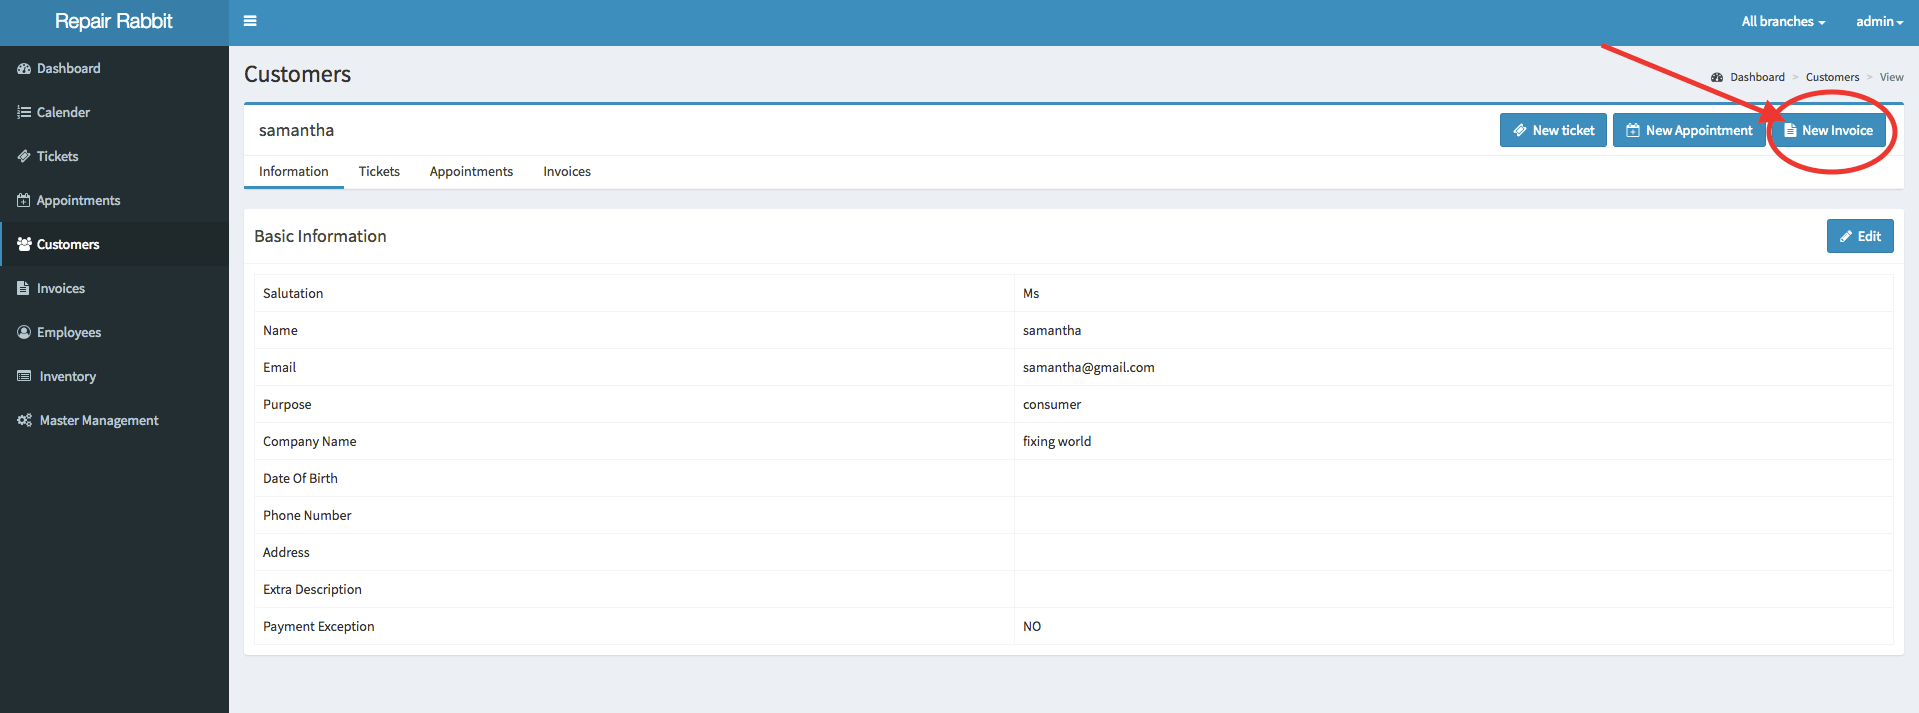 Repair Rabbit
All branches admin
Dashboard
Calender
Tickets
Appointments
Customers
Invoices
Employees
Inventory
Master Management
Customers
Dashboard > Customers > View
samantha
New ticket New Appointment New Invoice
Information Tickets Appointments Invoices
Basic Information
Edit
Salutation Ms
Name samantha
Email samantha@gmail.com
Purpose consumer
Company Name fixing world
Date Of Birth
Phone Number
Address
Extra Description
Payment Exception NO